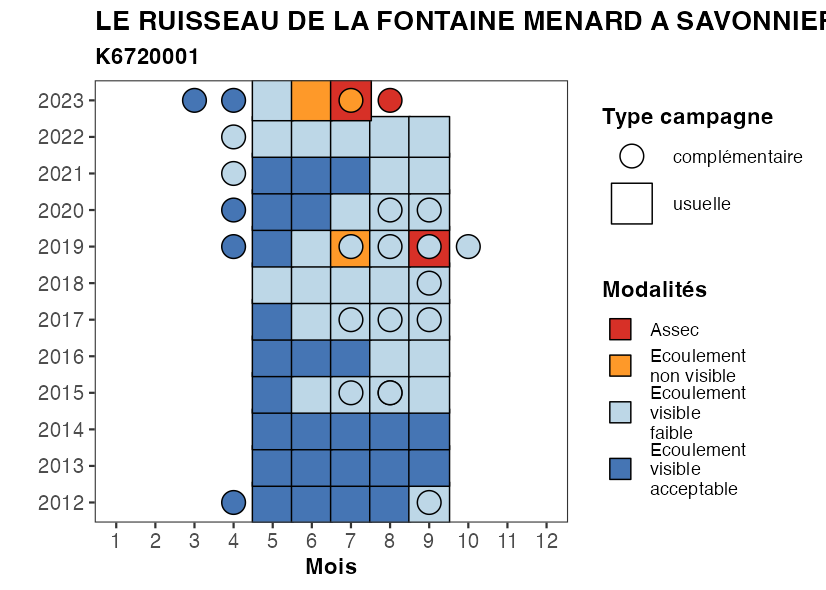 LE RUISSEAU DE LA FONTAINE MENARD A SAVONNIER
K6720001
2023
2022
2021
2020
2019
2018
2017
2016
2015
2014
2013
2012
1 2 3 4 5 6 7 8 9 10 11 12
Mois
Type campagne
complémentaire
usuelle
Modalités
Assec
Ecoulement
non visible
Ecoulement
visible
faible
Ecoulement
visible
acceptable